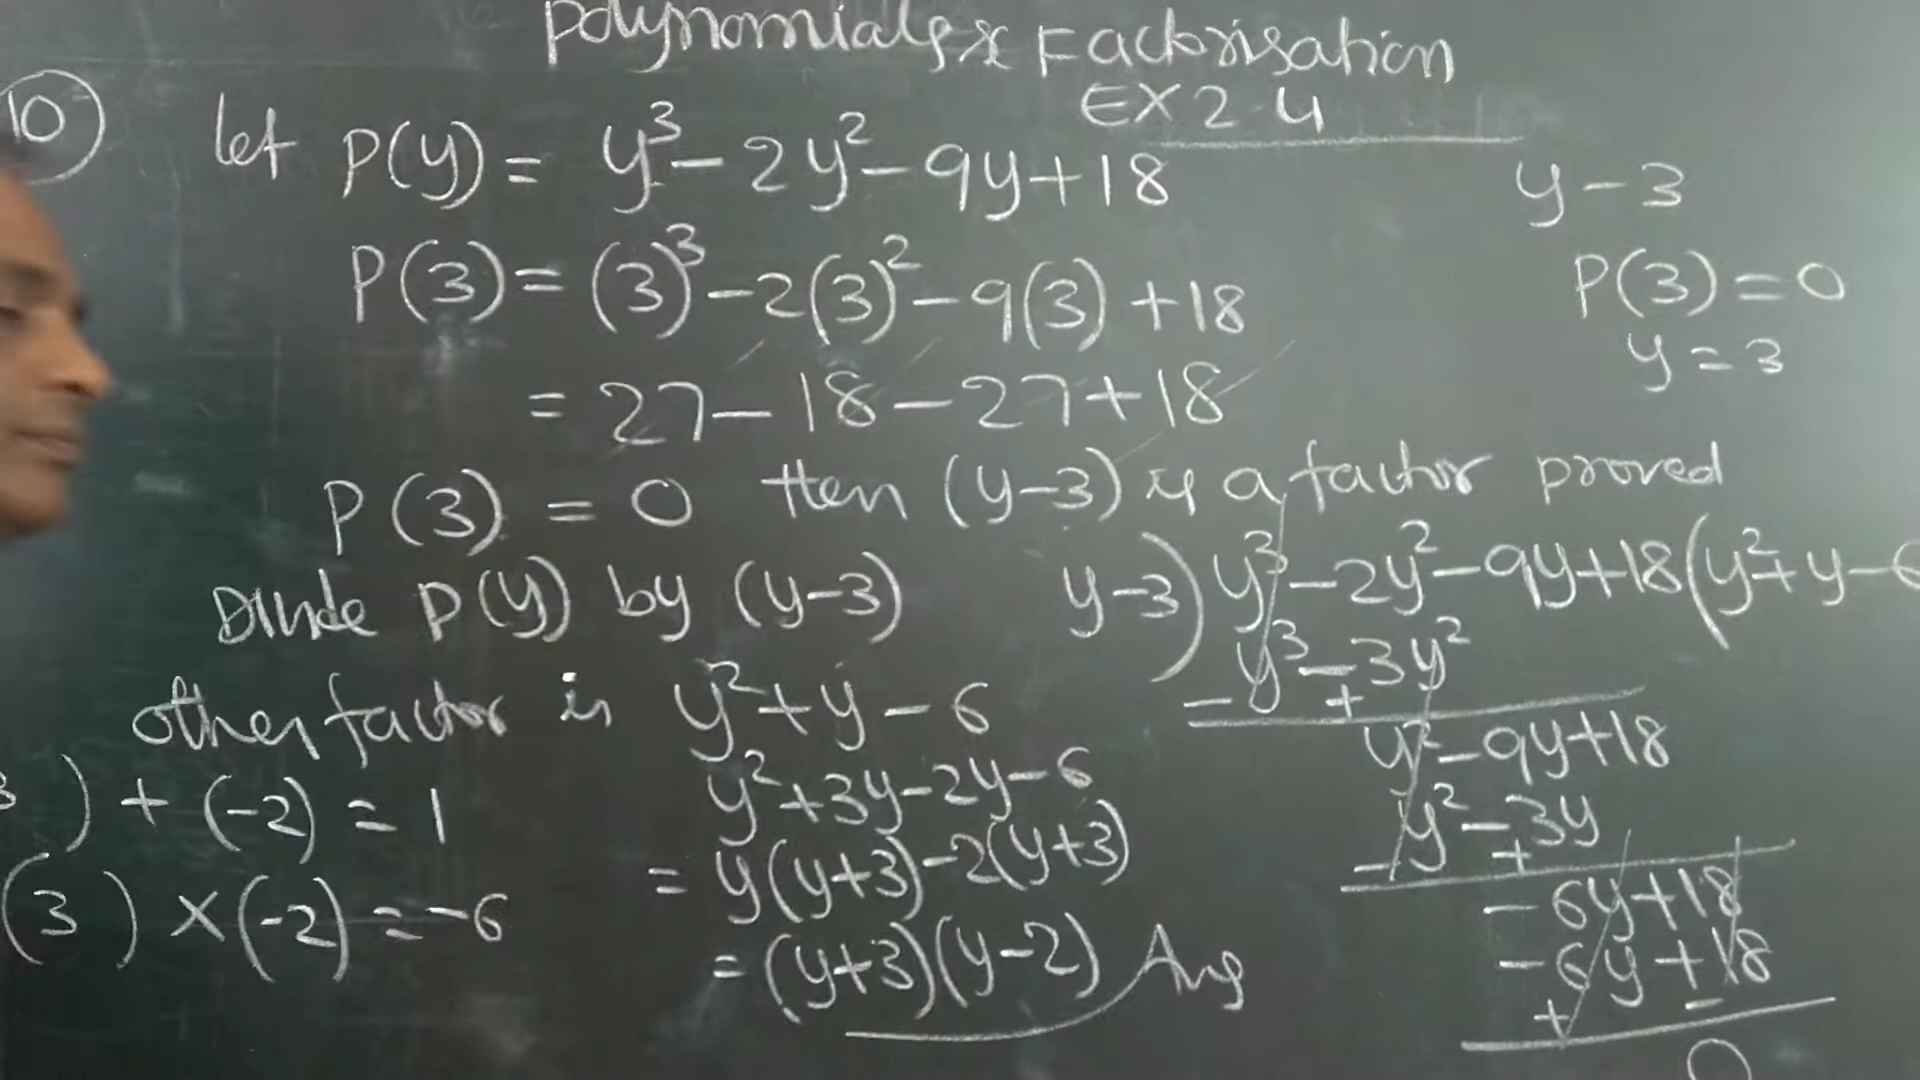 Polynomials & Factorisation
EX 2.4
10 let P(y) = y³ - 2y² - 9y + 18
P(3) = (3)³ - 2(3)² - 9(3) + 18
= 27 - 18 - 27 + 18
P(3) = 0 then (y-3) is a factor proved
Divide P(y) by (y-3)
other factor is y² + y - 6
y² + 3y - 2y - 6
= y(y+3) - 2(y+3)
= (y+3)(y-2) Ans
3) + (-2) = 1
(3) × (-2) = -6
y - 3
P(3) = 0
y = 3
y-3) y³ - 2y² - 9y + 18 (y² + y - 6
y³ - 3y²
- +
y² - 9y + 18
y² - 3y
- +
- 6y + 18
- 6y + 18
+ -
0